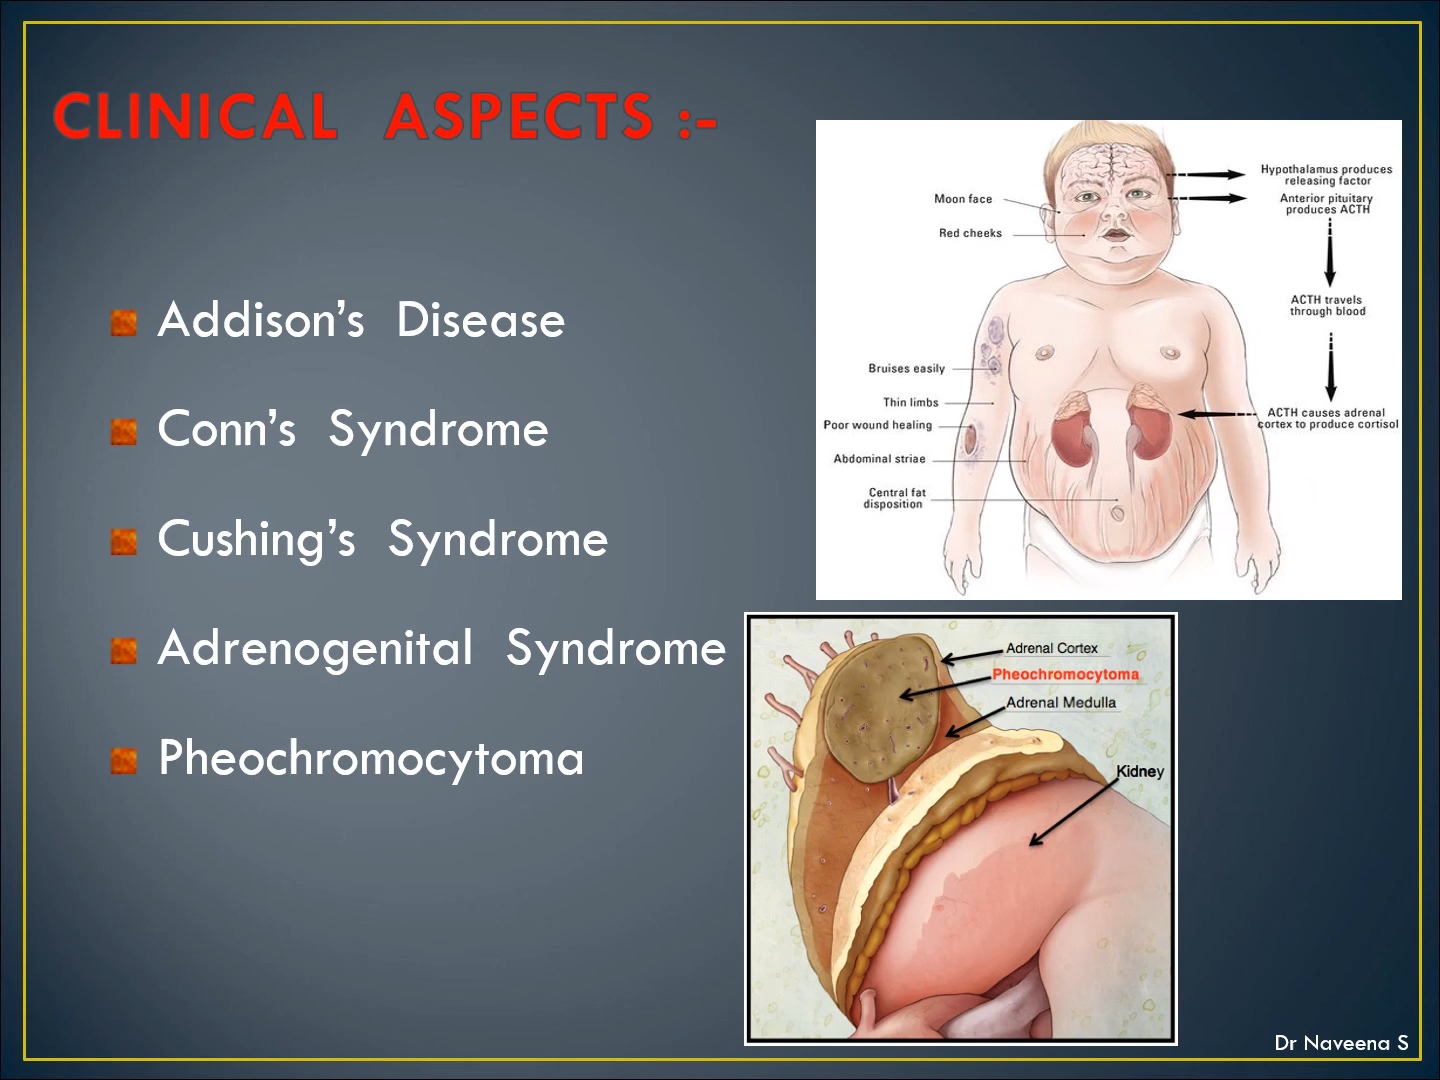 CLINICAL ASPECTS :-
Addison's Disease
Conn's Syndrome
Cushing's Syndrome
Adrenogenital Syndrome
Pheochromocytoma
Moon face
Red cheeks
Bruises easily
Thin limbs
Poor wound healing
Abdominal striae
Central fat
disposition
Hypothalamus produces
releasing factor
Anterior pituitary
produces ACTH
ACTH travels
through blood
ACTH causes adrenal
cortex to produce cortisol
Adrenal Cortex
Pheochromocytoma
Adrenal Medulla
Kidney
Dr Naveena S